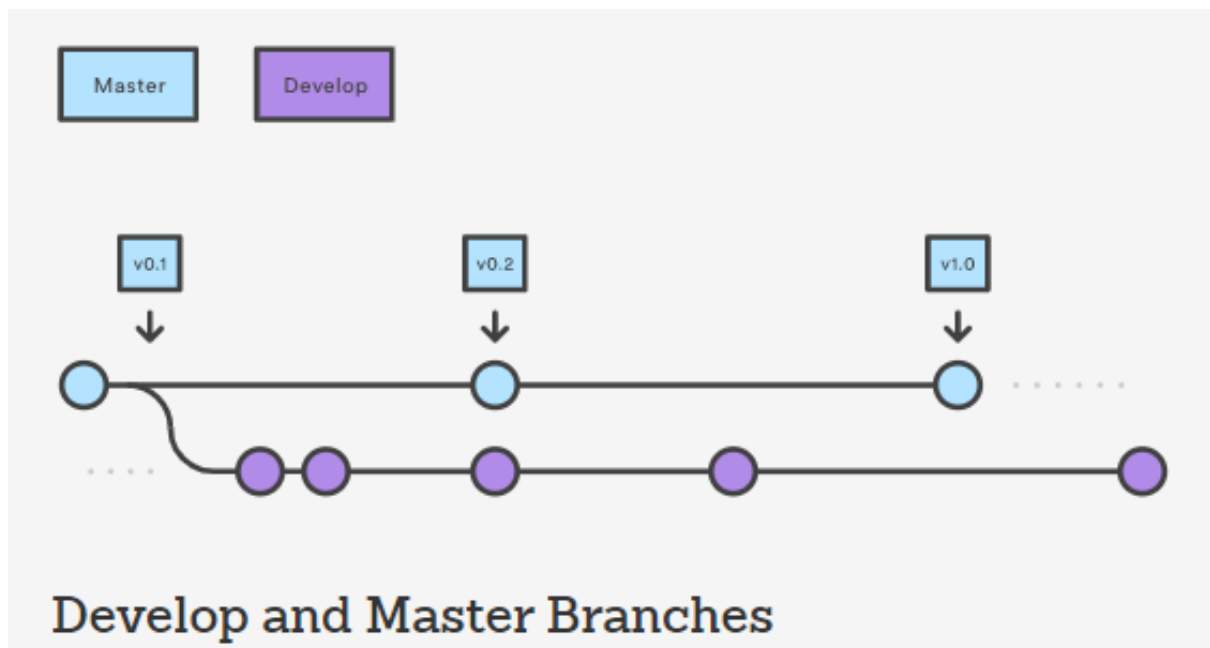 Master
Develop
v0.1
v0.2
v1.0
Develop and Master Branches